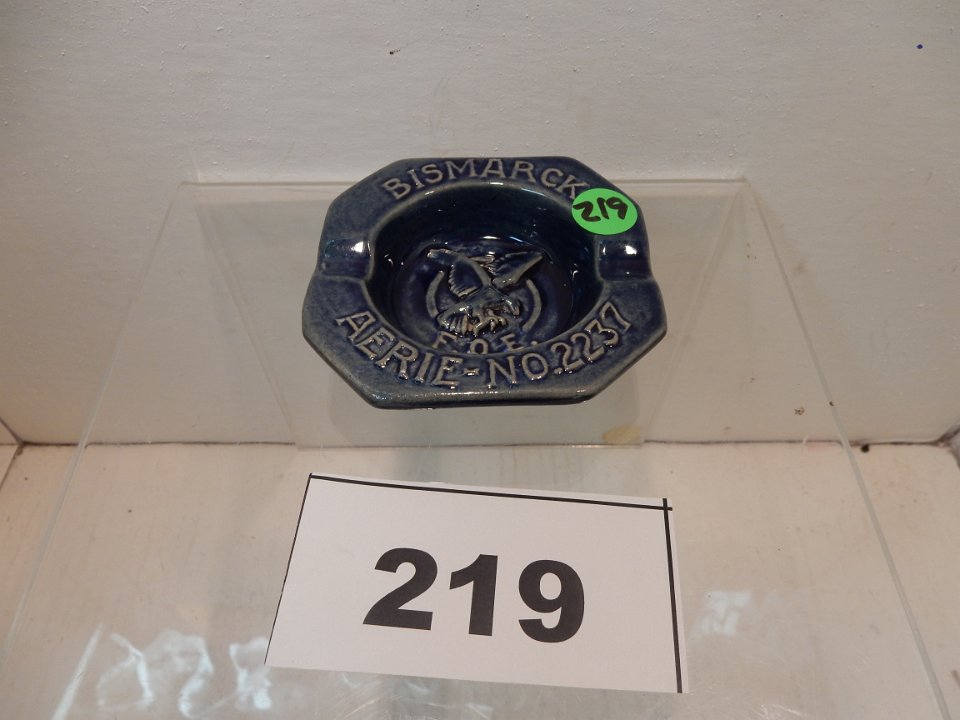 BISMARCK
219
F.O.E.
AERIE-NO.2237
219